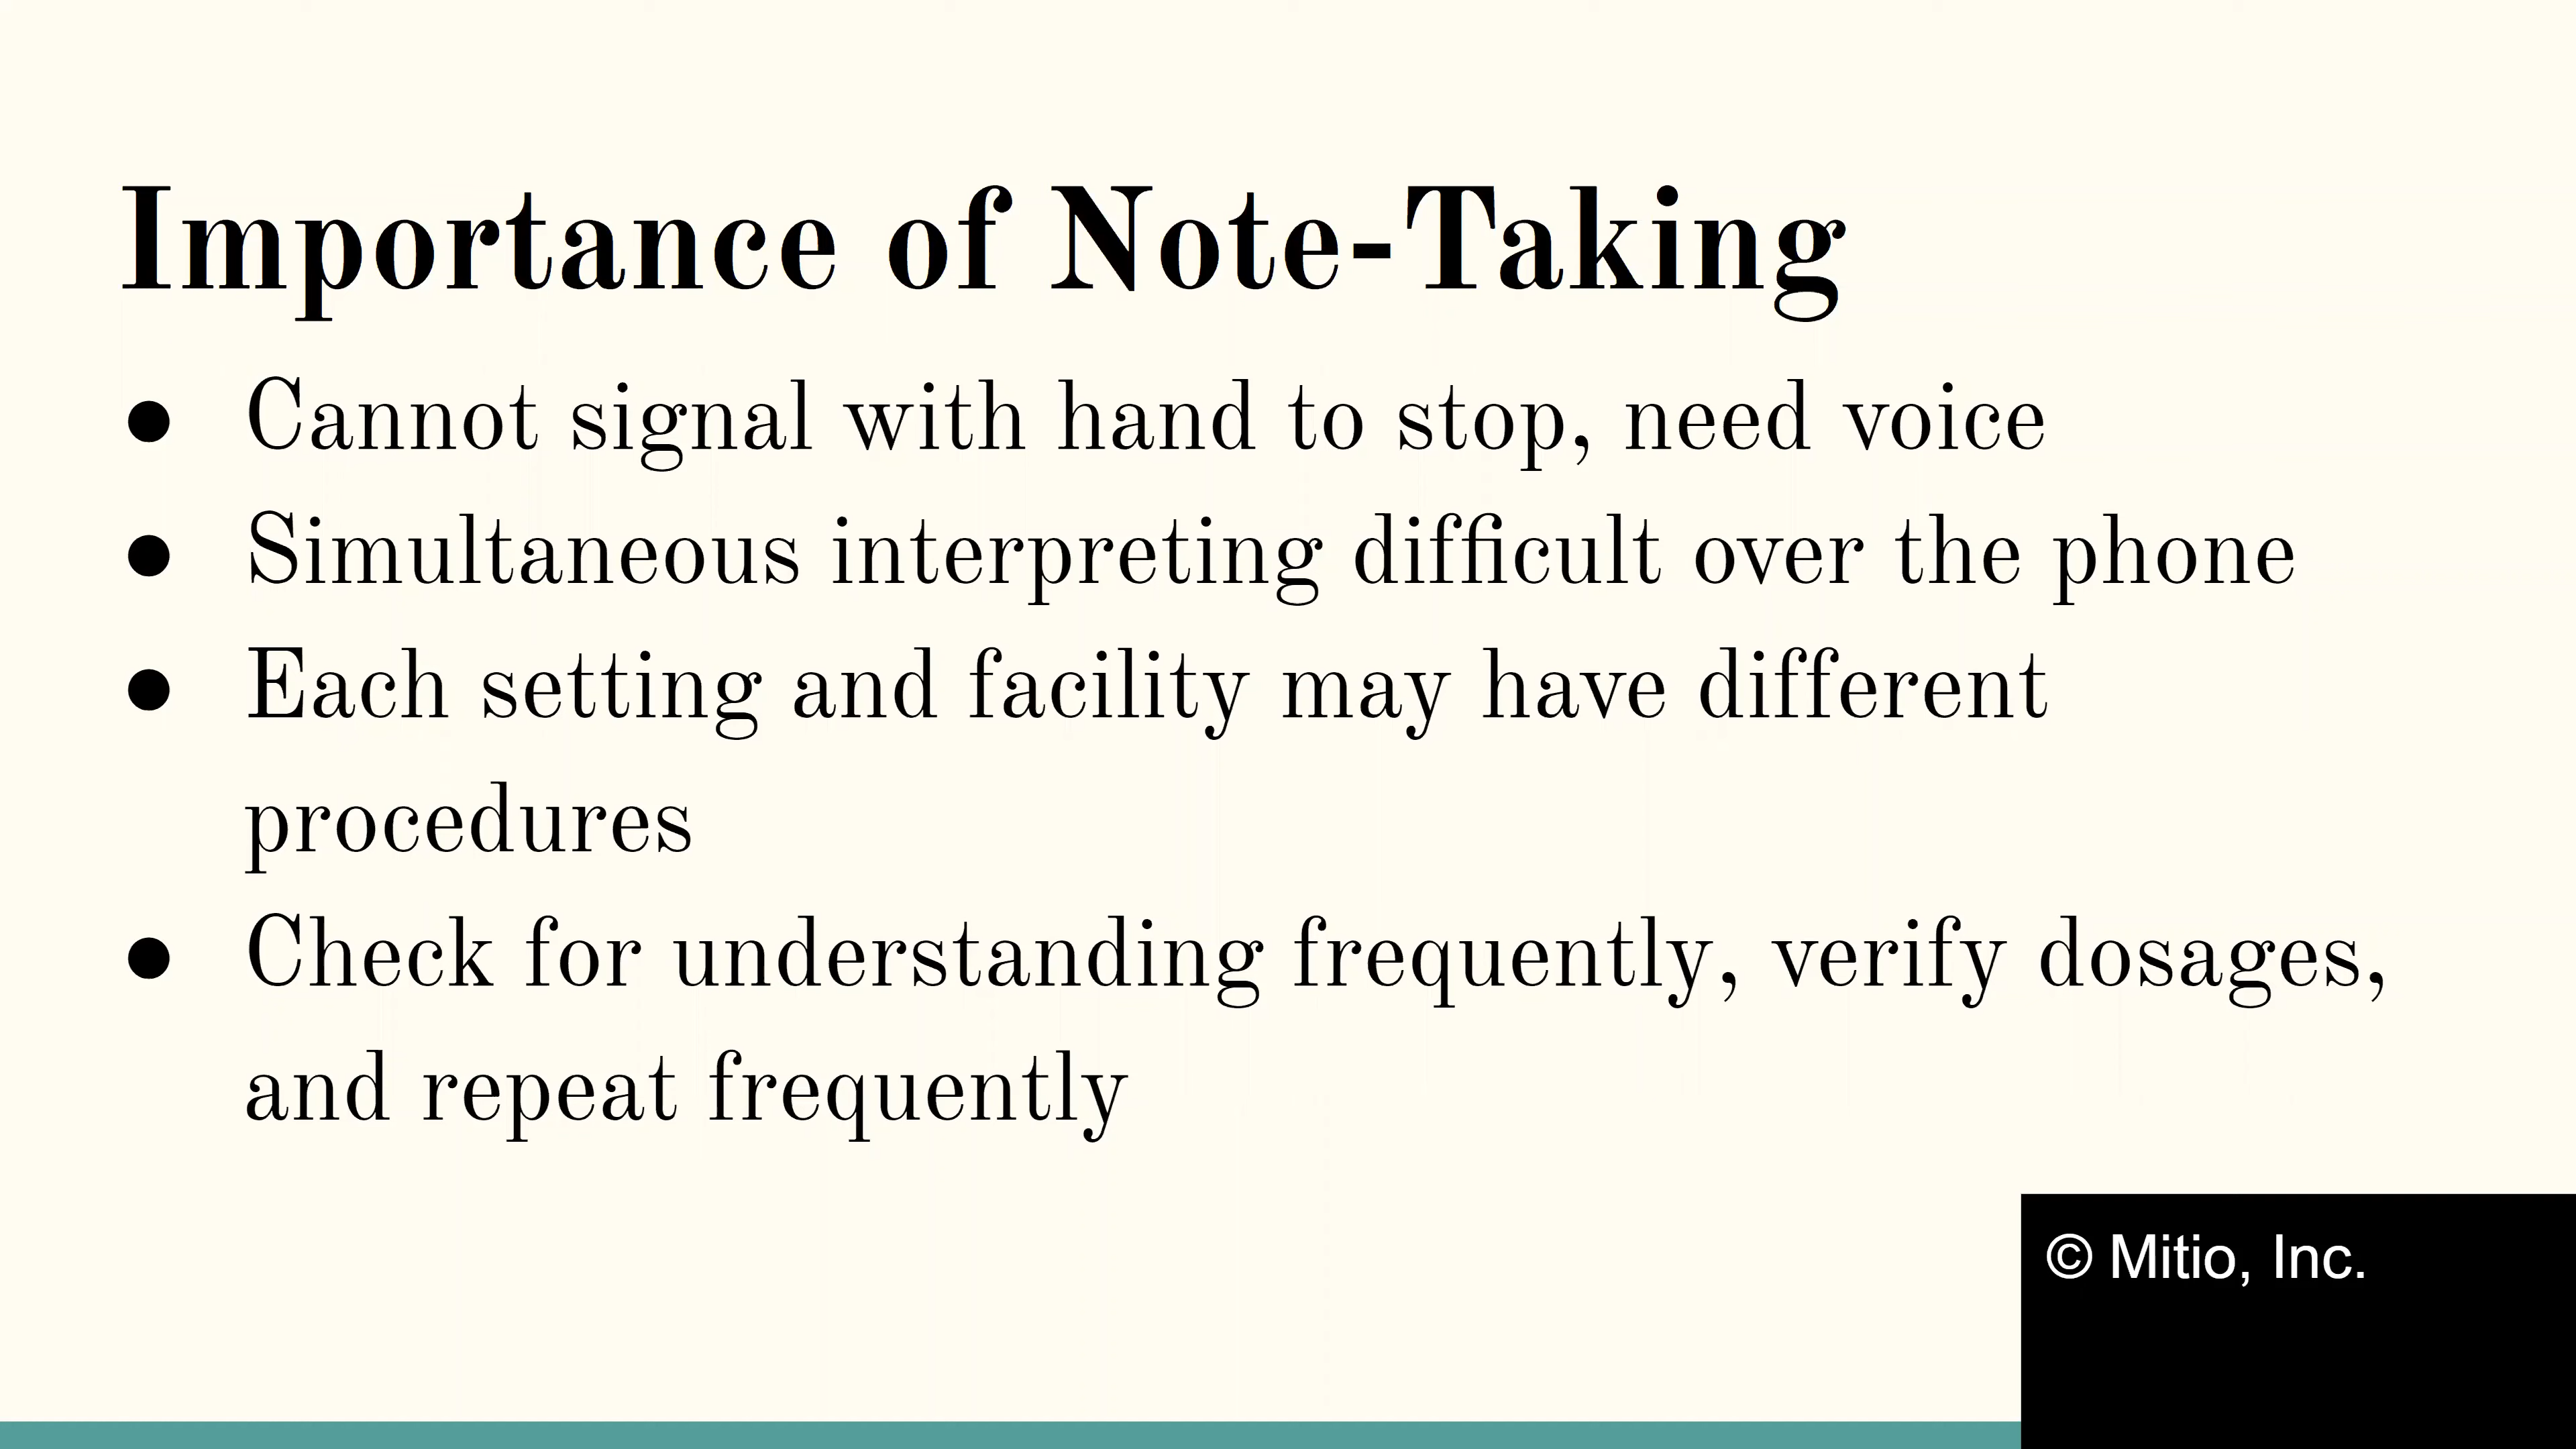 Importance of Note-Taking
● Cannot signal with hand to stop, need voice
● Simultaneous interpreting difficult over the phone
● Each setting and facility may have different
procedures
● Check for understanding frequently, verify dosages,
and repeat frequently
© Mitio, Inc.